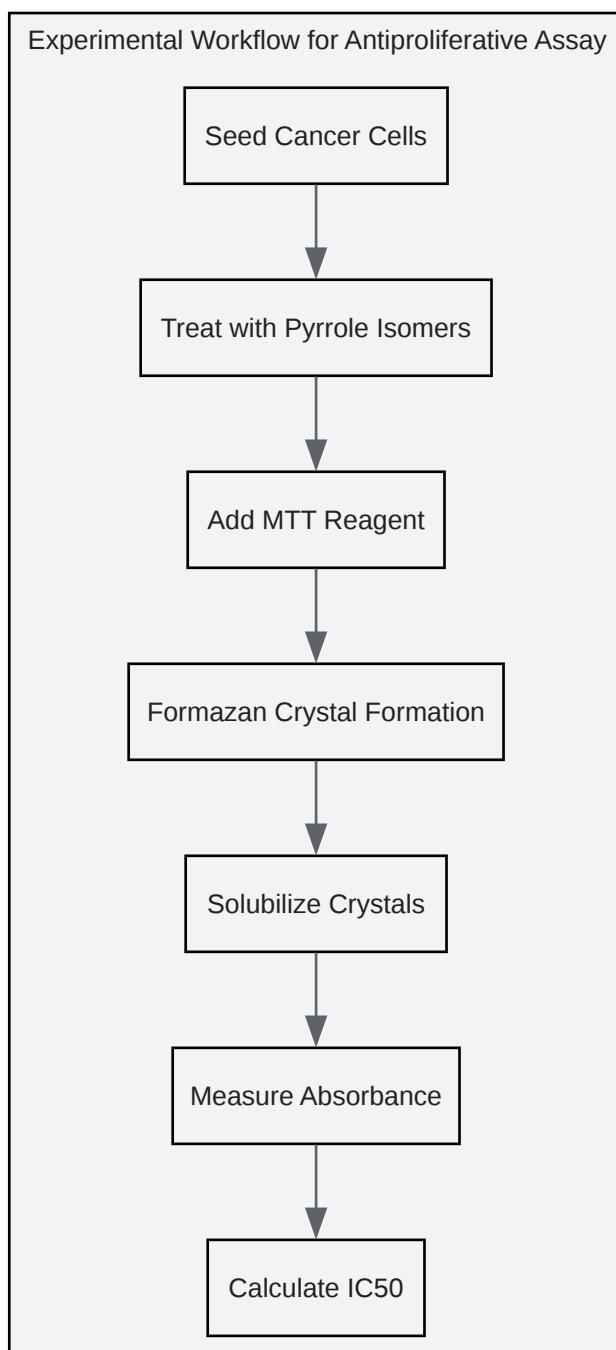 Experimental Workflow for Antiproliferative Assay
Seed Cancer Cells
Treat with Pyrrole Isomers
Add MTT Reagent
Formazan Crystal Formation
Solubilize Crystals
Measure Absorbance
Calculate IC50